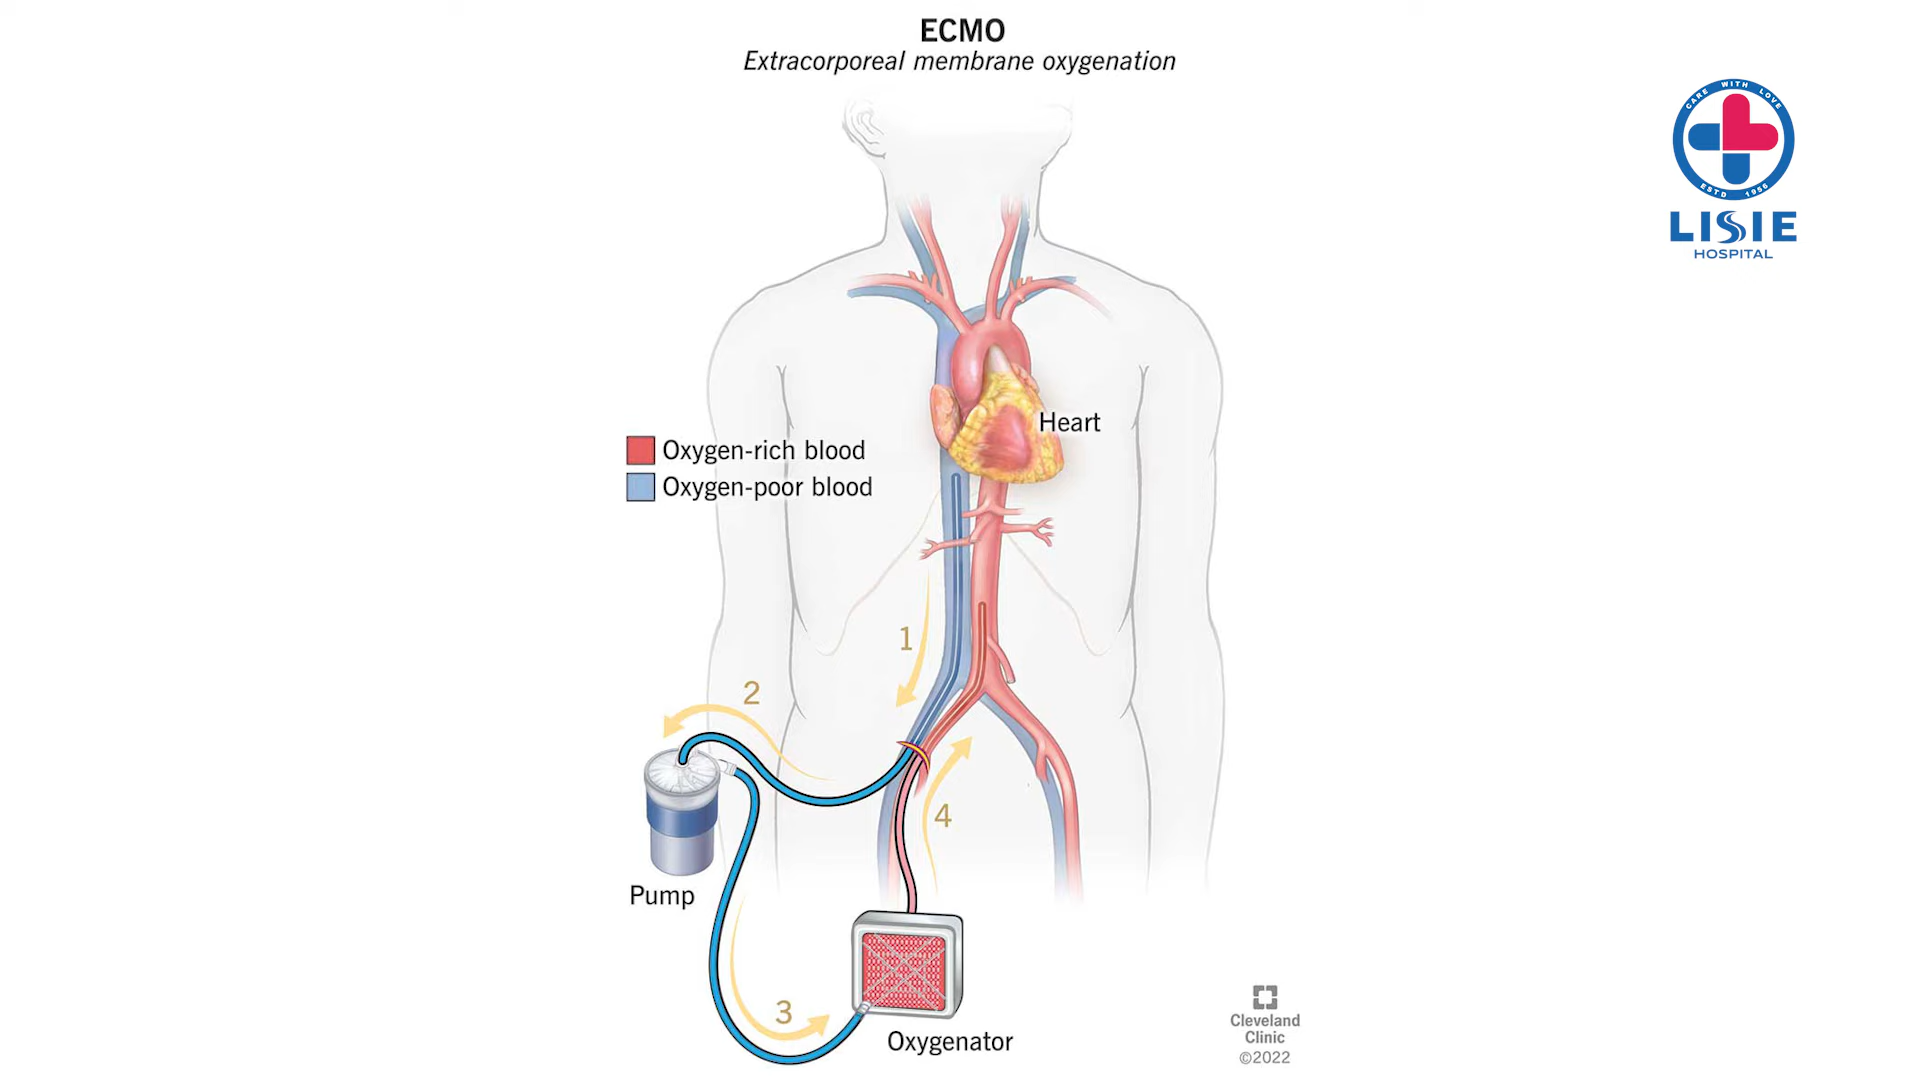 ECMO
Extracorporeal membrane oxygenation
CARE WITH LOVE
ESTD 1956
LISSIE
HOSPITAL
Heart
Oxygen-rich blood
Oxygen-poor blood
1
2
4
Pump
3
Oxygenator
Cleveland
Clinic
©2022